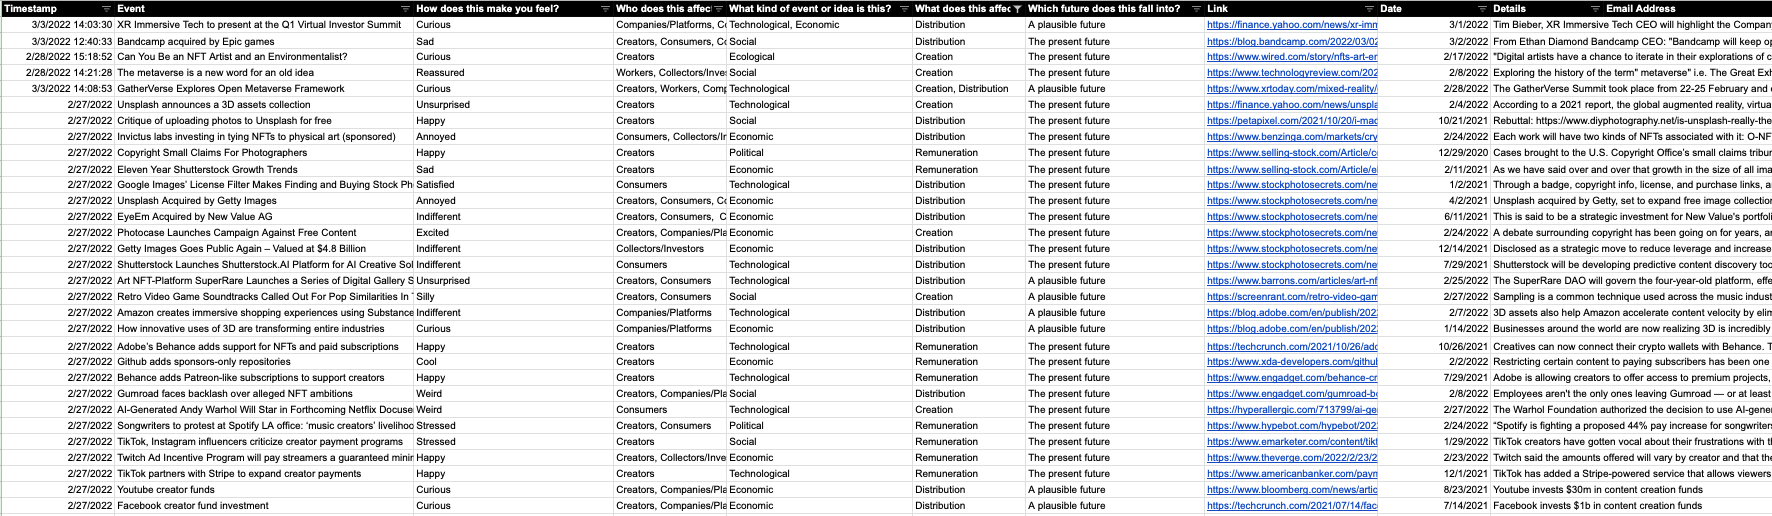 Timestamp Event How does this make you feel? Who does this affec What kind of event or idea is this? What does this affec Which future does this fall into? Link Date Details Email Address
3/3/2022 14:03:30 XR Immersive Tech to present at the Q1 Virtual Investor Summit Curious Companies/Platforms, C Technological, Economic Distribution A plausible future https://finance.yahoo.com/news/xr-imm 3/1/2022 Tim Bieber, XR Immersive Tech CEO will highlight the Compan
3/3/2022 12:40:33 Bandcamp acquired by Epic games Sad Creators, Consumers, Co Social Distribution The present future https://blog.bandcamp.com/2022/03/02 3/2/2022 From Ethan Diamond Bandcamp CEO: "Bandcamp will keep op
2/28/2022 15:18:52 Can You Be an NFT Artist and an Environmentalist? Curious Creators Ecological Creation The present future https://www.wired.com/story/nfts-art-en 2/17/2022 "Digital artists have a chance to iterate in their explorations of c
2/28/2022 14:21:28 The metaverse is a new word for an old idea Reassured Workers, Collectors/Inves Social Creation The present future https://www.technologyreview.com/202 2/8/2022 Exploring the history of the term" metaverse" i.e. The Great Exh
3/3/2022 14:08:53 GatherVerse Explores Open Metaverse Framework Curious Creators, Workers, Comp Technological Creation, Distribution A plausible future https://www.xrtoday.com/mixed-reality/ 2/28/2022 The GatherVerse Summit took place from 22-25 February and
2/27/2022 Unsplash announces a 3D assets collection Unsurprised Creators Technological Creation The present future https://finance.yahoo.com/news/unspla 2/4/2022 According to a 2021 report, the global augmented reality, virtua
2/27/2022 Critique of uploading photos to Unsplash for free Happy Creators Social Distribution The present future https://petapixel.com/2021/10/20/i-mad 10/21/2021 Rebuttal: https://www.diyphotography.net/is-unsplash-really-the
2/27/2022 Invictus labs investing in tying NFTs to physical art (sponsored) Annoyed Consumers, Collectors/Ir Economic Distribution The present future https://www.benzinga.com/markets/cry 2/24/2022 Each work will have two kinds of NFTs associated with it: O-NF
2/27/2022 Copyright Small Claims For Photographers Happy Creators Political Remuneration The present future https://www.selling-stock.com/Article/co 12/29/2020 Cases brought to the U.S. Copyright Office's small claims tribun
2/27/2022 Eleven Year Shutterstock Growth Trends Sad Creators Economic Remuneration The present future https://www.selling-stock.com/Article/e 2/11/2021 As we have said over and over that growth in the size of all ima
2/27/2022 Google Images' License Filter Makes Finding and Buying Stock Ph Satisfied Consumers Technological Distribution The present future https://www.stockphotosecrets.com/ne 1/2/2021 Through a badge, copyright info, license, and purchase links, a
2/27/2022 Unsplash Acquired by Getty Images Annoyed Creators, Consumers, Co Economic Distribution The present future https://www.stockphotosecrets.com/ne 4/2/2021 Unsplash acquired by Getty, set to expand free image collection
2/27/2022 EyeEm Acquired by New Value AG Indifferent Creators, Consumers, C Economic Distribution The present future https://www.stockphotosecrets.com/ne 6/11/2021 This is said to be a strategic investment for New Value's portfoli
2/27/2022 Photocase Launches Campaign Against Free Content Excited Creators, Companies/Pla Economic Creation The present future https://www.stockphotosecrets.com/ne 2/24/2022 A debate surrounding copyright has been going on for years, a
2/27/2022 Getty Images Goes Public Again – Valued at $4.8 Billion Indifferent Collectors/Investors Economic Distribution The present future https://www.stockphotosecrets.com/ne 12/14/2021 Disclosed as a strategic move to reduce leverage and increase
2/27/2022 Shutterstock Launches Shutterstock.AI Platform for AI Creative Sol Indifferent Consumers Technological Distribution The present future https://www.stockphotosecrets.com/ne 7/29/2021 Shutterstock will be developing predictive content discovery too
2/27/2022 Art NFT-Platform SuperRare Launches a Series of Digital Gallery S Unsurprised Creators, Consumers Technological Distribution A plausible future https://www.barrons.com/articles/art-nf 2/25/2022 The SuperRare DAO will govern the four-year-old platform, effe
2/27/2022 Retro Video Game Soundtracks Called Out For Pop Similarities In Silly Creators, Consumers Social Creation A plausible future https://screenrant.com/retro-video-gam 2/27/2022 Sampling is a common technique used across the music indust
2/27/2022 Amazon creates immersive shopping experiences using Substance Indifferent Companies/Platforms Technological Distribution A plausible future https://blog.adobe.com/en/publish/202 2/7/2022 3D assets also help Amazon accelerate content velocity by elim
2/27/2022 How innovative uses of 3D are transforming entire industries Curious Companies/Platforms Economic Distribution A plausible future https://blog.adobe.com/en/publish/202 1/14/2022 Businesses around the world are now realizing 3D is incredibly
2/27/2022 Adobe's Behance adds support for NFTs and paid subscriptions Happy Creators Technological Remuneration The present future https://techcrunch.com/2021/10/26/ado 10/26/2021 Creatives can now connect their crypto wallets with Behance. T
2/27/2022 Github adds sponsors-only repositories Cool Creators Economic Remuneration The present future https://www.xda-developers.com/githu 2/2/2022 Restricting certain content to paying subscribers has been one
2/27/2022 Behance adds Patreon-like subscriptions to support creators Happy Creators Technological Remuneration The present future https://www.engadget.com/behance-cr 7/29/2021 Adobe is allowing creators to offer access to premium projects,
2/27/2022 Gumroad faces backlash over alleged NFT ambitions Weird Creators, Companies/Pla Social Remuneration The present future https://www.engadget.com/gumroad-b 2/8/2022 Employees aren't the only ones leaving Gumroad — or at least
2/27/2022 AI-Generated Andy Warhol Will Star in Forthcoming Netflix Docuse Weird Consumers Technological Creation The present future https://hyperallergic.com/713799/ai-ge 2/27/2022 The Warhol Foundation authorized the decision to use AI-gener
2/27/2022 Songwriters to protest at Spotify LA office: 'music creators' livelihoo Stressed Creators, Consumers Political Remuneration The present future https://www.hypebot.com/hypebot/202 2/24/2022 "Spotify is fighting a proposed 44% pay increase for songwriters
2/27/2022 TikTok, Instagram influencers criticize creator payment programs Stressed Creators Social Remuneration The present future https://www.emarketer.com/content/tikt 1/29/2022 TikTok creators have gotten vocal about their frustrations with th
2/27/2022 Twitch Ad Incentive Program will pay streamers a guaranteed minir Happy Creators, Collectors/Inve Economic Remuneration The present future https://www.theverge.com/2022/2/23/2 2/23/2022 Twitch said the amounts offered will vary by creator and that the
2/27/2022 TikTok partners with Stripe to expand creator payments Happy Creators Technological Remuneration The present future https://www.americanbanker.com/payn 12/1/2021 TikTok has added a Stripe-powered service that allows viewers
2/27/2022 Youtube creator funds Curious Creators, Companies/Pla Economic Distribution A plausible future https://www.bloomberg.com/news/artic 8/23/2021 Youtube invests $30m in content creation funds
2/27/2022 Facebook creator fund investment Curious Creators, Companies/Pla Economic Distribution A plausible future https://techcrunch.com/2021/07/14/fac 7/14/2021 Facebook invests $1b in content creation funds